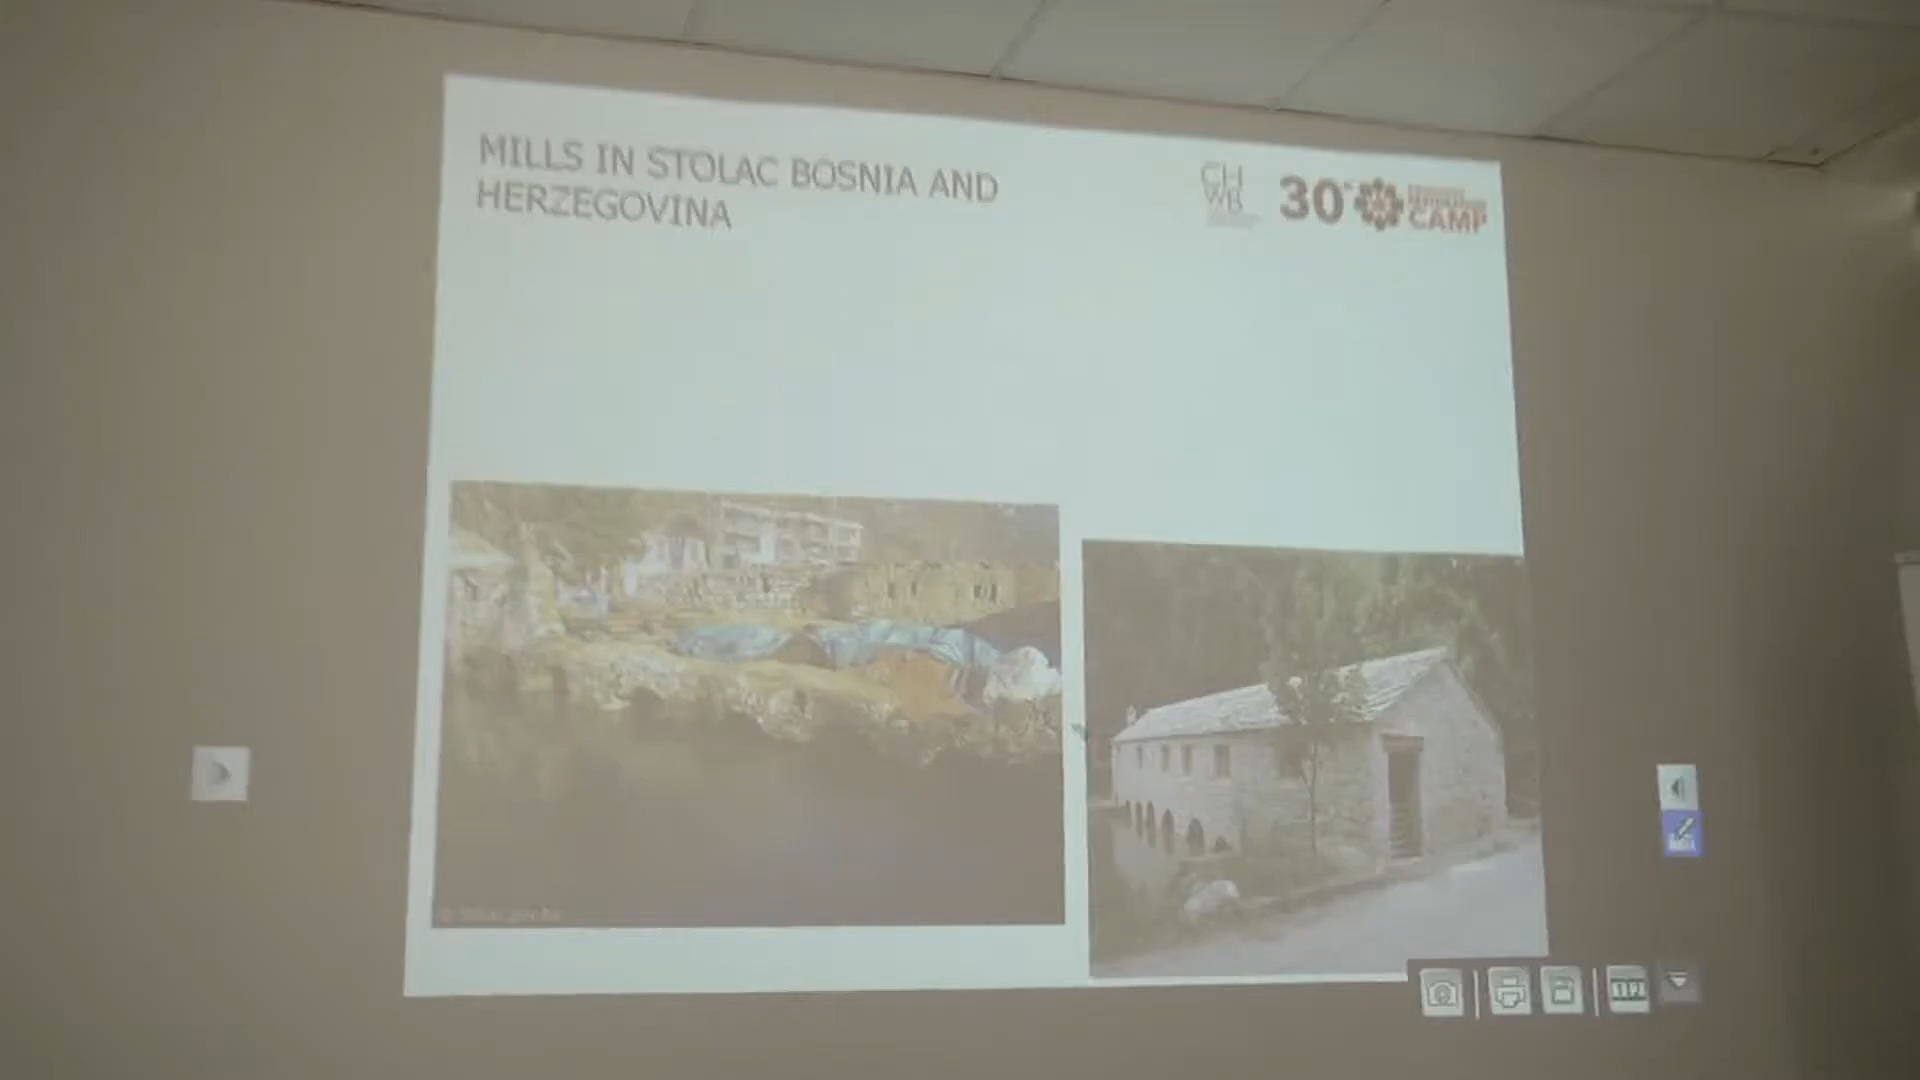 MILLS IN STOLAC BOSNIA AND
HERZEGOVINA
CH
WB
30
CAMP